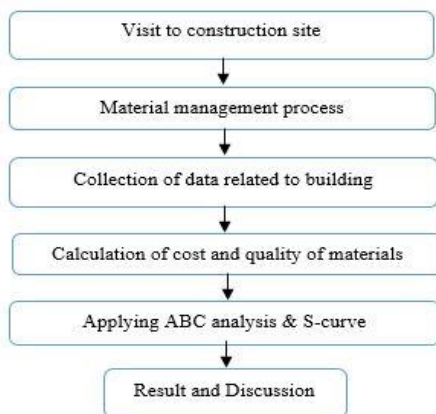 Visit to construction site
Material management process
Collection of data related to building
Calculation of cost and quality of materials
Applying ABC analysis & S-curve
Result and Discussion